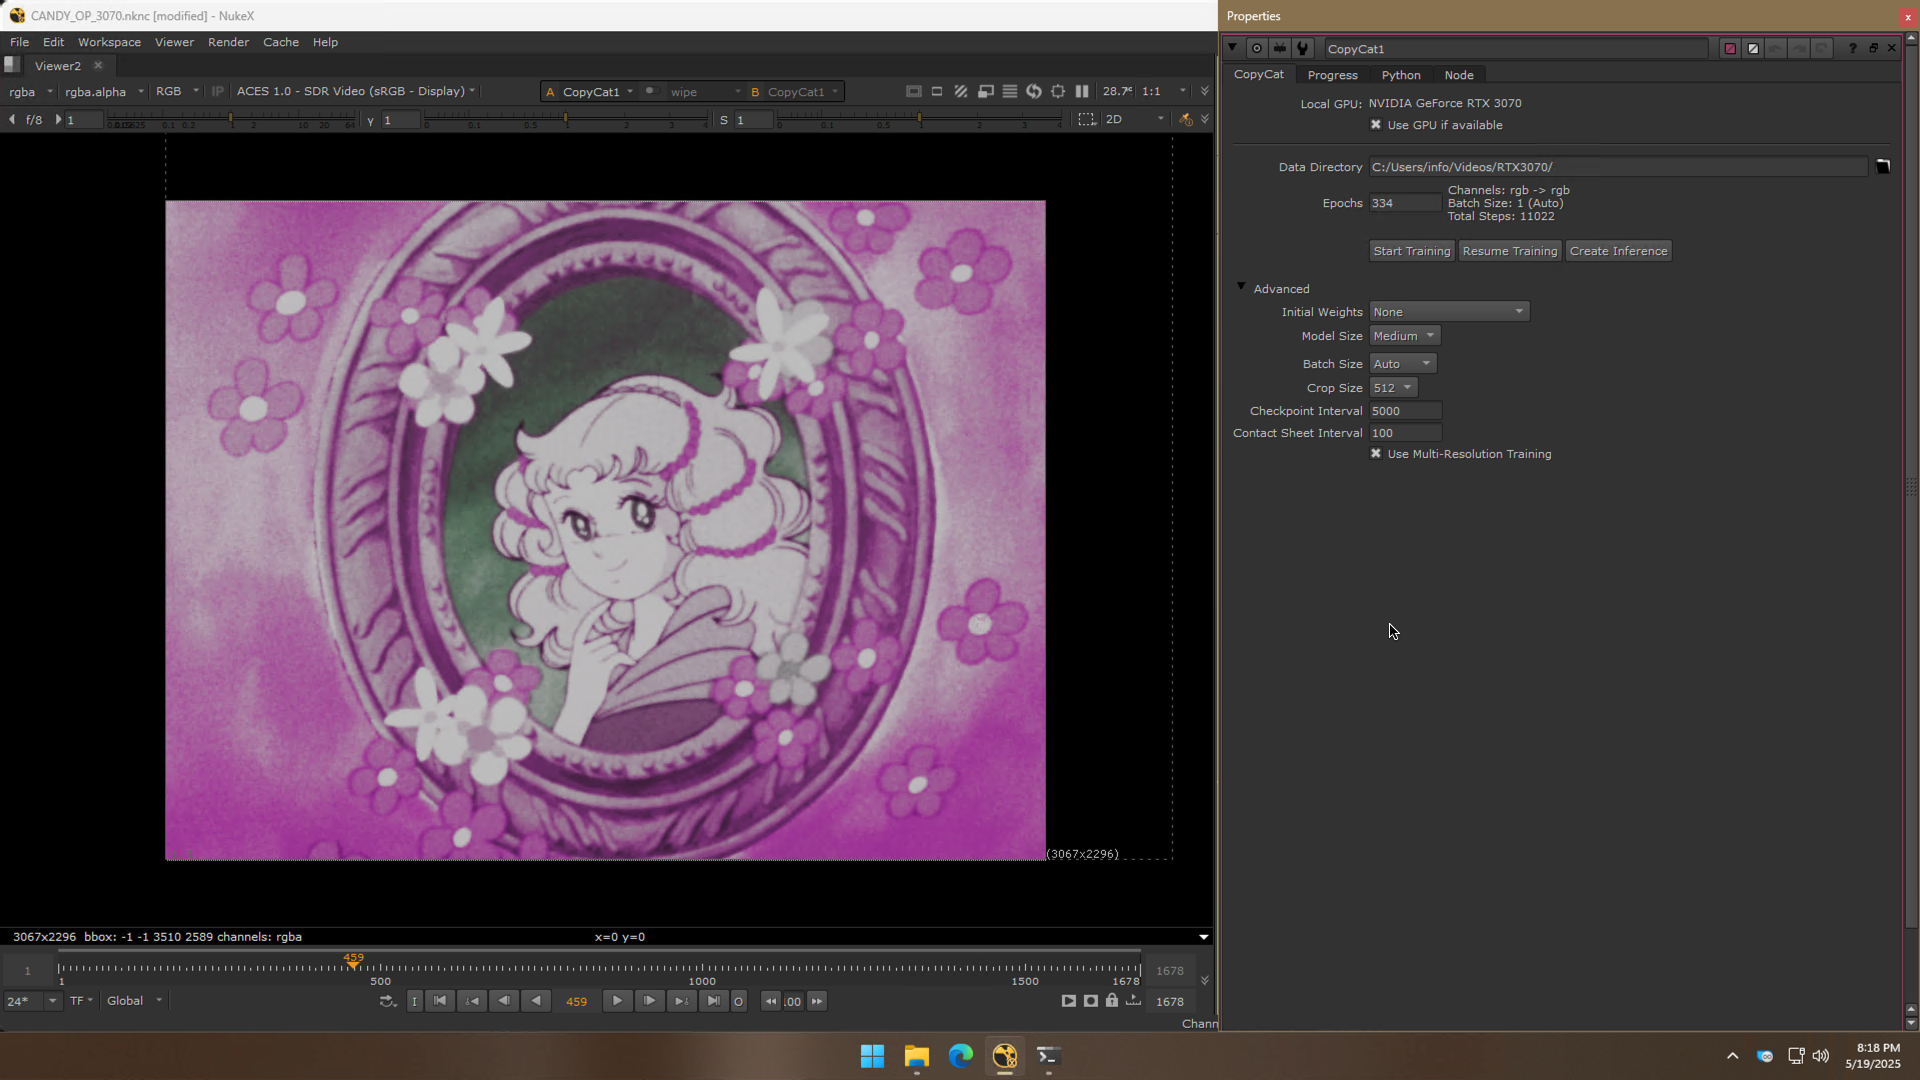 CANDY_OP_3070.nknc [modified] - NukeX
Properties
File Edit Workspace Viewer Render Cache Help
CopyCat1
Viewer2
CopyCat Progress Python Node
rgba rgba.alpha RGB IP ACES 1.0 - SDR Video (sRGB - Display) A CopyCat1 wipe B CopyCat1 28.7* 1:1
f/8 1 γ 1 S 1 2D
Local GPU: NVIDIA GeForce RTX 3070
Use GPU if available
Data Directory C:/Users/info/Videos/RTX3070/
Epochs 334
Channels: rgb -> rgb
Batch Size: 1 (Auto)
Total Steps: 11022
Start Training Resume Training Create Inference
Advanced
Initial Weights None
Model Size Medium
Batch Size Auto
Crop Size 512
Checkpoint Interval 5000
Contact Sheet Interval 100
Use Multi-Resolution Training
(3067x2296)
3067x2296 bbox: -1 -1 3510 2589 channels: rgba x=0 y=0
459
1 1678
1 500 1000 1500 1678
24* TF Global I 459 O 100 1678
Chann
8:18 PM
5/19/2025